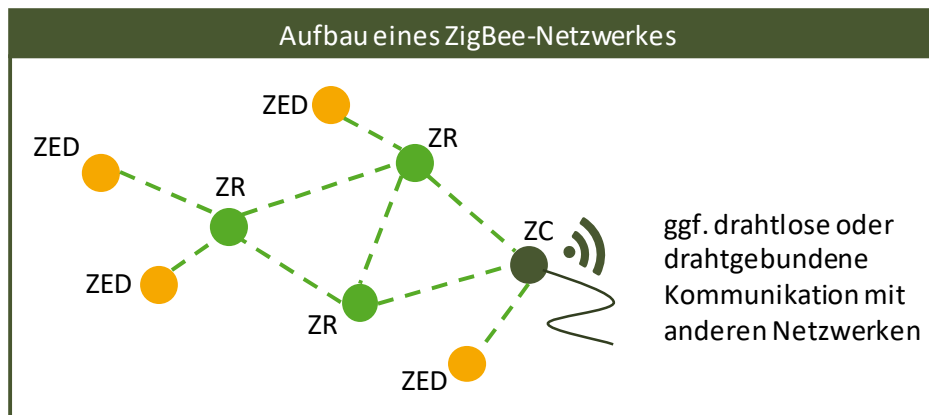 Aufbau eines ZigBee-Netzwerkes
ZED
ZR
ZED
ZR
ZC
ggf. drahtlose oder
drahtgebundene
Kommunikation mit
anderen Netzwerken
ZED
ZR
ZED